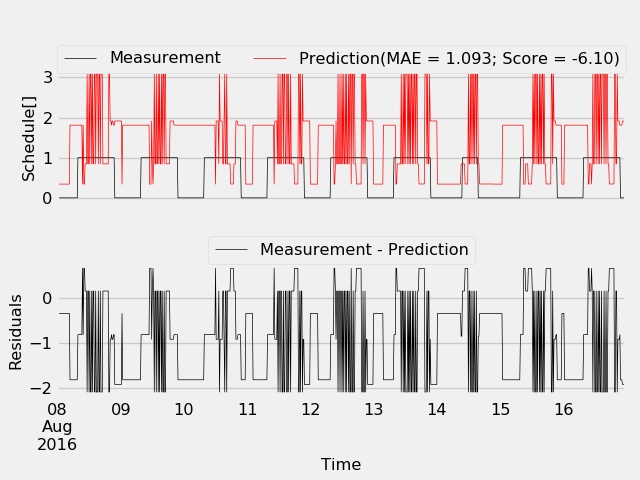 Measurement
Prediction(MAE = 1.093; Score = -6.10)
3
2
1
0
Schedule[]
Measurement - Prediction
0
−1
−2
Residuals
08 09 10 11 12 13 14 15 16
Aug
2016
Time